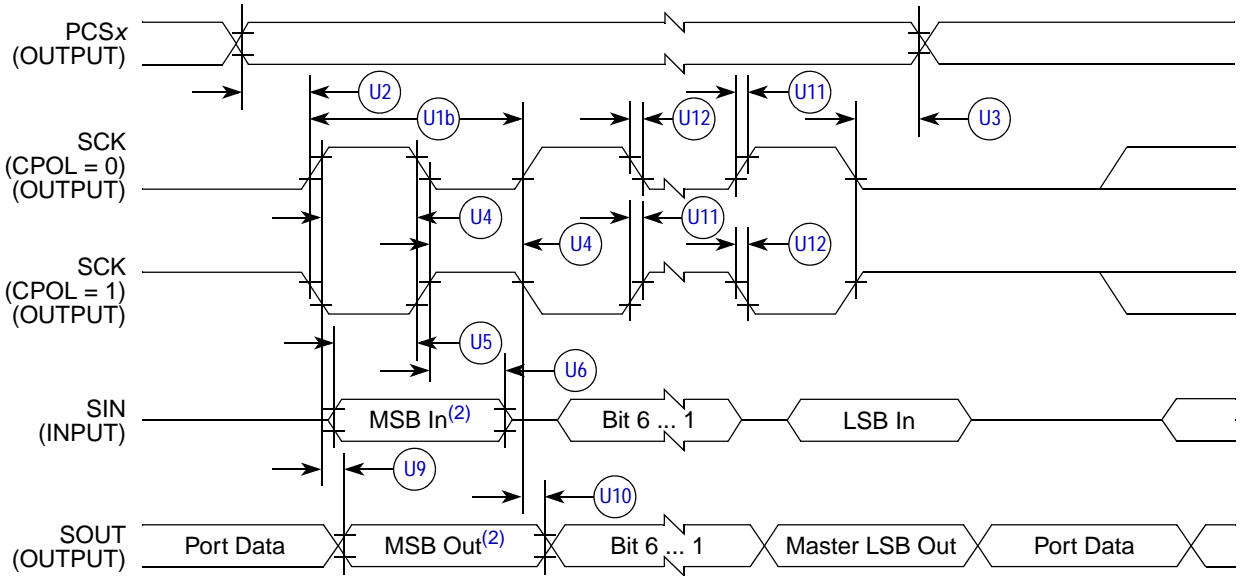 PCSx
(OUTPUT)
U2
U1b
U12
U11
U3
SCK
(CPOL = 0)
(OUTPUT)
U4
U4
U11
U12
SCK
(CPOL = 1)
(OUTPUT)
U5
U6
SIN
(INPUT)
MSB In(2)
Bit 6 ... 1
LSB In
U9
U10
SOUT
(OUTPUT)
Port Data
MSB Out(2)
Bit 6 ... 1
Master LSB Out
Port Data